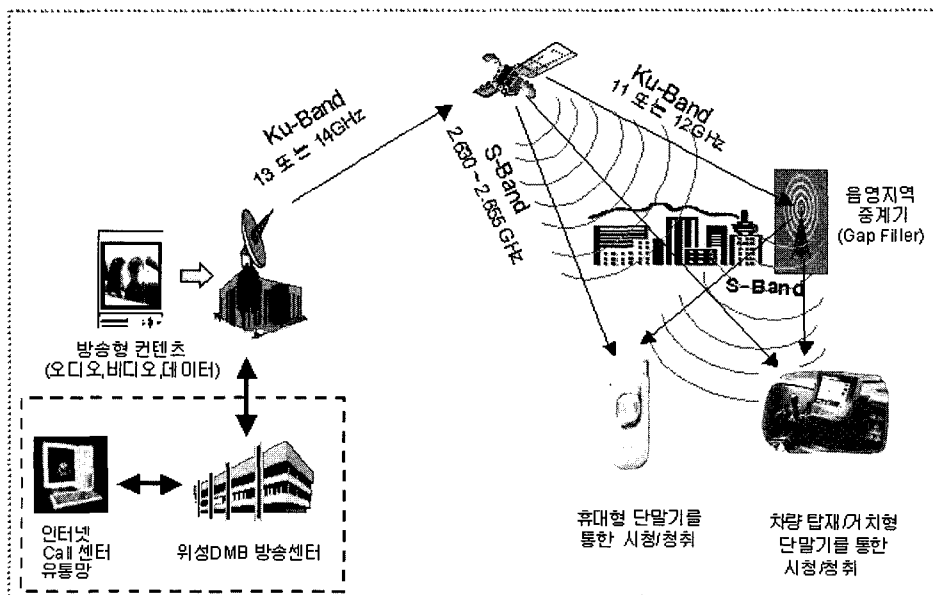 Ku-Band
13 또는 14GHz
Ku-Band
11 또는 12GHz
S-Band
2.630 ~ 2.655 GHz
음영지역
중계기
(Gap Filler)
S-Band
방송형 컨텐츠
(오디오,비디오,데이터)
인터넷
Call 센터
유통망
위성DMB 방송센터
휴대형 단말기를
통한 시청/청취
차량 탑재/거치형
단말기를 통한
시청/청취